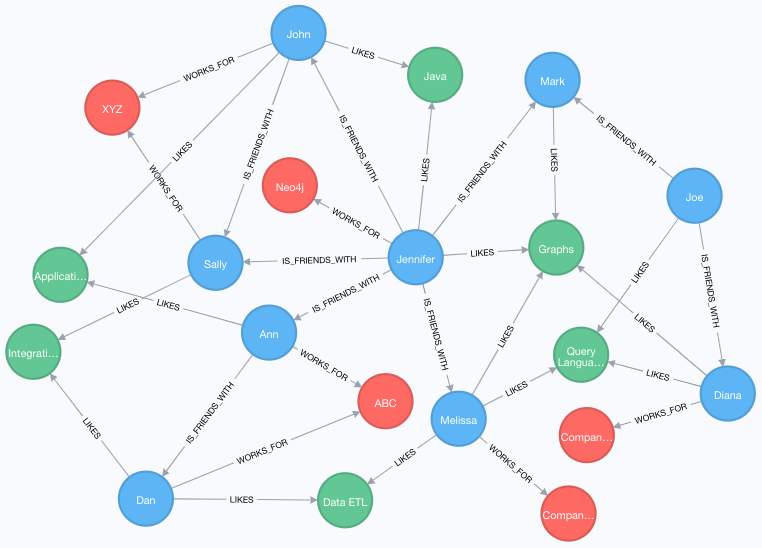 John
LIKES
Java
WORKS_FOR
XYZ
Mark
IS_FRIENDS_WITH
LIKES
IS_FRIENDS_WITH
IS_FRIENDS_WITH
LIKES
IS_FRIENDS_WITH
LIKES
WORKS_FOR
Neo4j
WORKS_FOR
Joe
Sally
IS_FRIENDS_WITH
Jennifer
LIKES
Graphs
Applicati...
LIKES
LIKES
IS_FRIENDS_WITH
LIKES
IS_FRIENDS_WITH
Ann
IS_FRIENDS_WITH
LIKES
LIKES
Integrati...
WORKS_FOR
Query
Langua...
LIKES
IS_FRIENDS_WITH
ABC
LIKES
Diana
LIKES
WORKS_FOR
Melissa
WORKS_FOR
Compan...
LIKES
WORKS_FOR
Dan
LIKES
Data ETL
Compan...